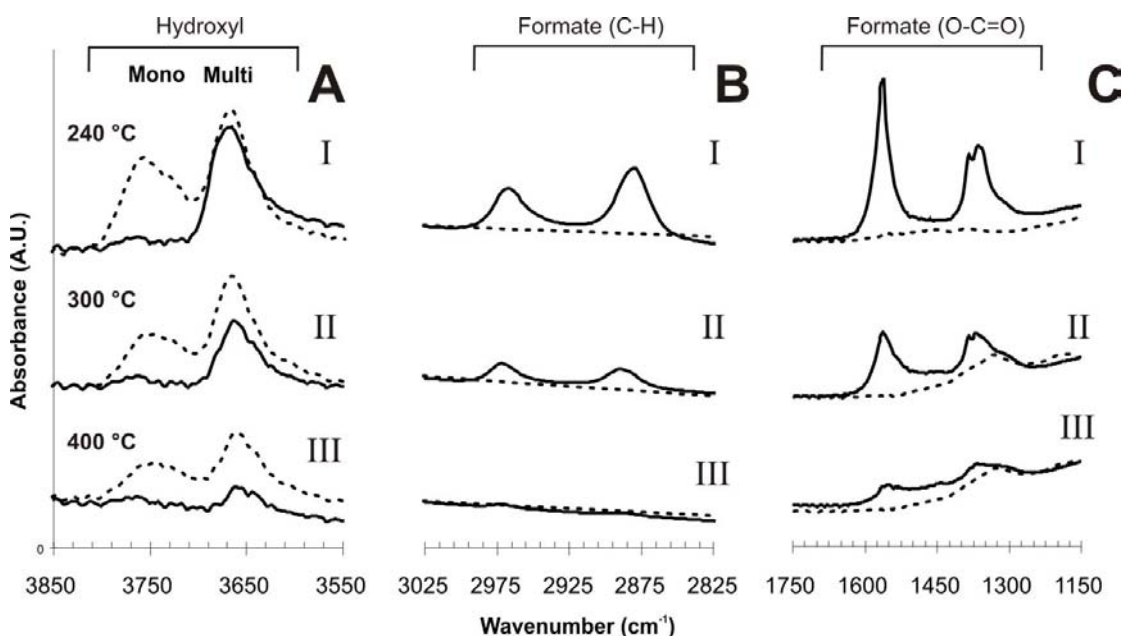 Hydroxyl
Formate (C-H)
Formate (O-C=O)
Mono Multi
A
B
C
240 °C
I
I
I
300 °C
II
II
II
400 °C
III
III
III
Absorbance (A.U.)
0
3850 3750 3650 3550
3025 2975 2925 2875 2825
1750 1600 1450 1300 1150
Wavenumber (cm⁻¹)